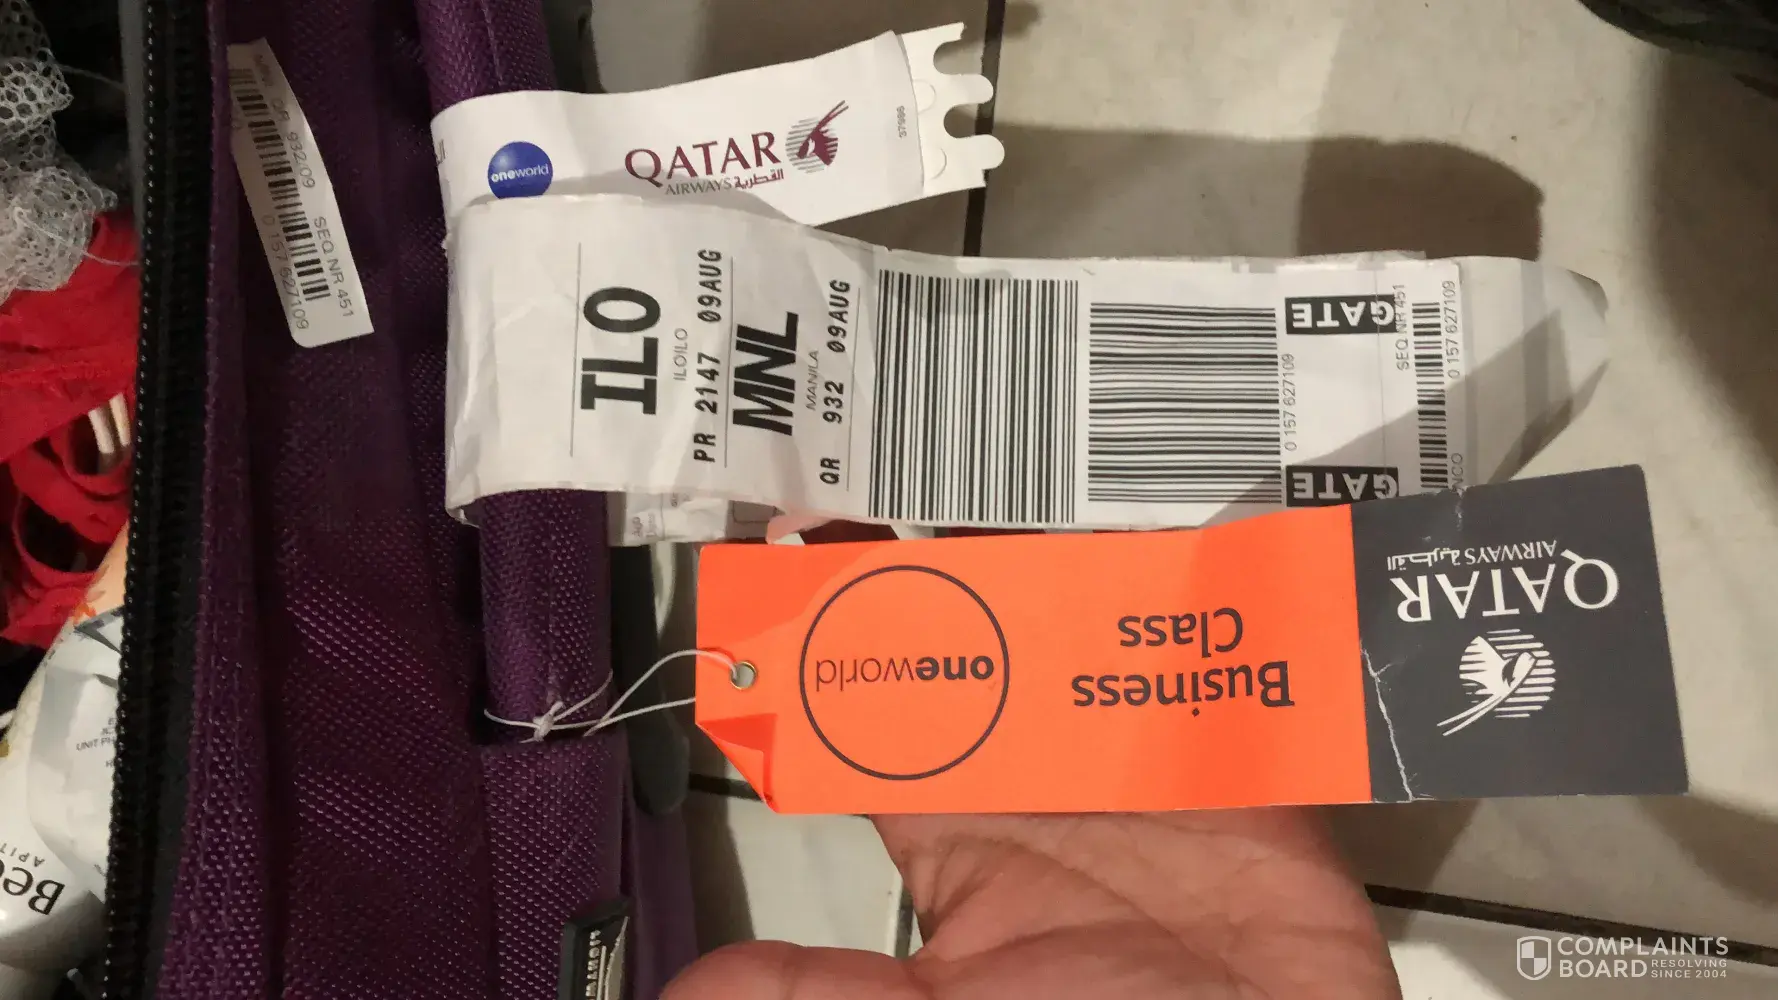 QR 932/09
SEQ NR 451
0 157 627109
oneworld
QATAR
AIRWAYS القطرية
37986
ILO
ILOILO
PR 2147 09AUG
MNL
MANILA
QR 932 09AUG
0 157 627109
GATE
GATE
SEQ NR 451
0 157 627109
oneworld
Business
Class
QATAR
AIRWAYS القطرية
UNIT
COMPLAINTS
BOARD RESOLVING
SINCE 2004